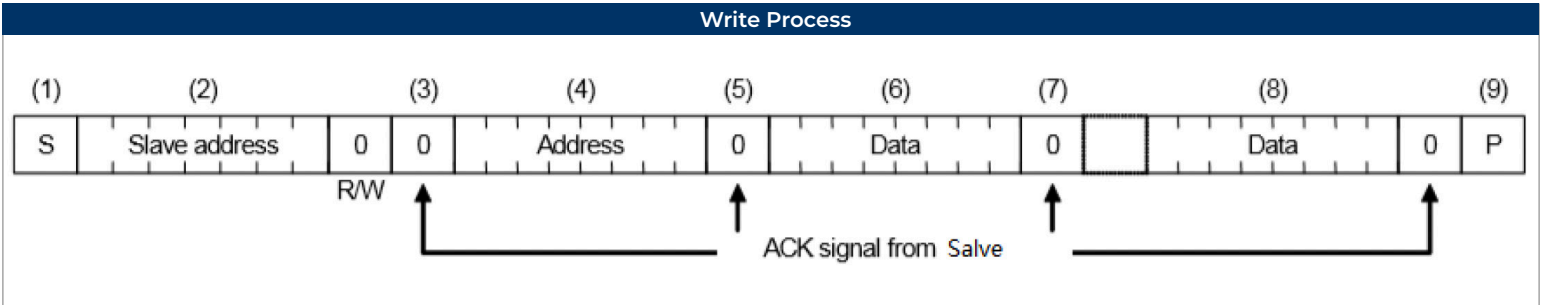 Write Process
(1) (2) (3) (4) (5) (6) (7) (8) (9)
S Slave address 0 0 Address 0 Data 0 Data 0 P
R/W
ACK signal from Salve